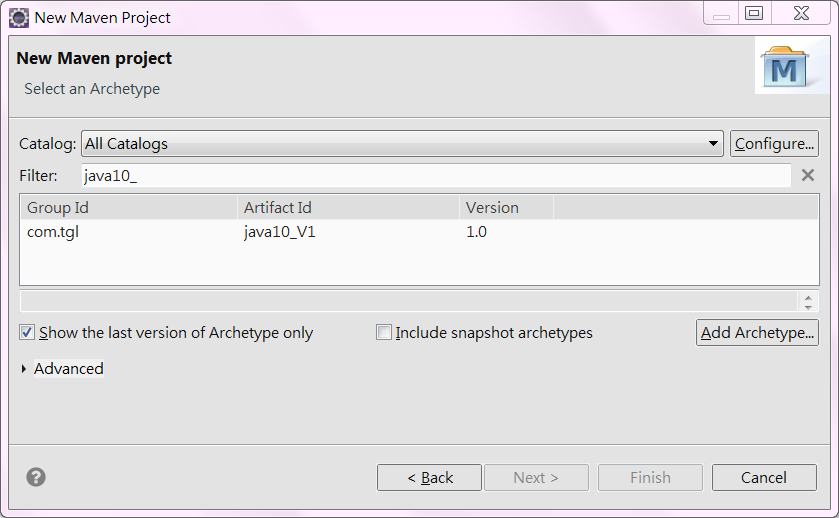 New Maven Project
New Maven project
Select an Archetype
M
Catalog: All Catalogs Configure...
Filter: java10_
Group Id Artifact Id Version
com.tgl java10_V1 1.0
Show the last version of Archetype only Include snapshot archetypes Add Archetype...
Advanced
? < Back Next > Finish Cancel